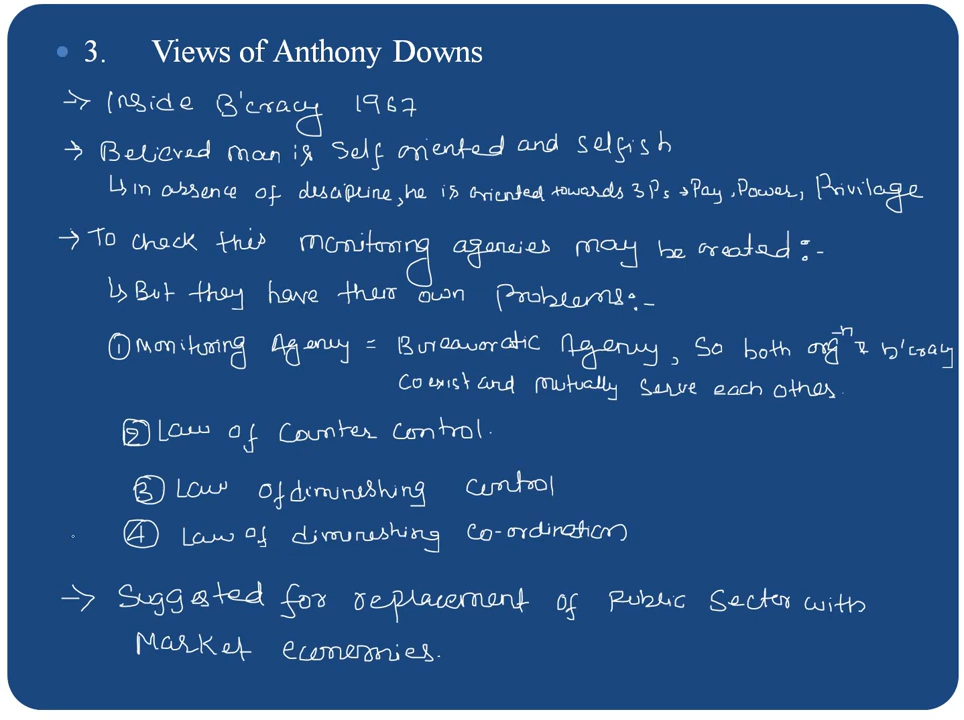 3. Views of Anthony Downs
→ Inside B'cracy 1967
→ Believed man is self oriented and selfish
↳ in absence of discipline, he is oriented towards 3Ps → Pay, Power, Privilage
→ To check this monitoring agencies may be created:-
↳ But they have their own problems:-
① Monitoring Agency = Bureaucratic Agency, so both orgⁿ & b'cracy
coexist and mutually serve each other.
② Law of counter control.
③ Law of diminishing control
④ Law of diminishing co-ordination
→ Suggested for replacement of Public Sector with
Market economies.